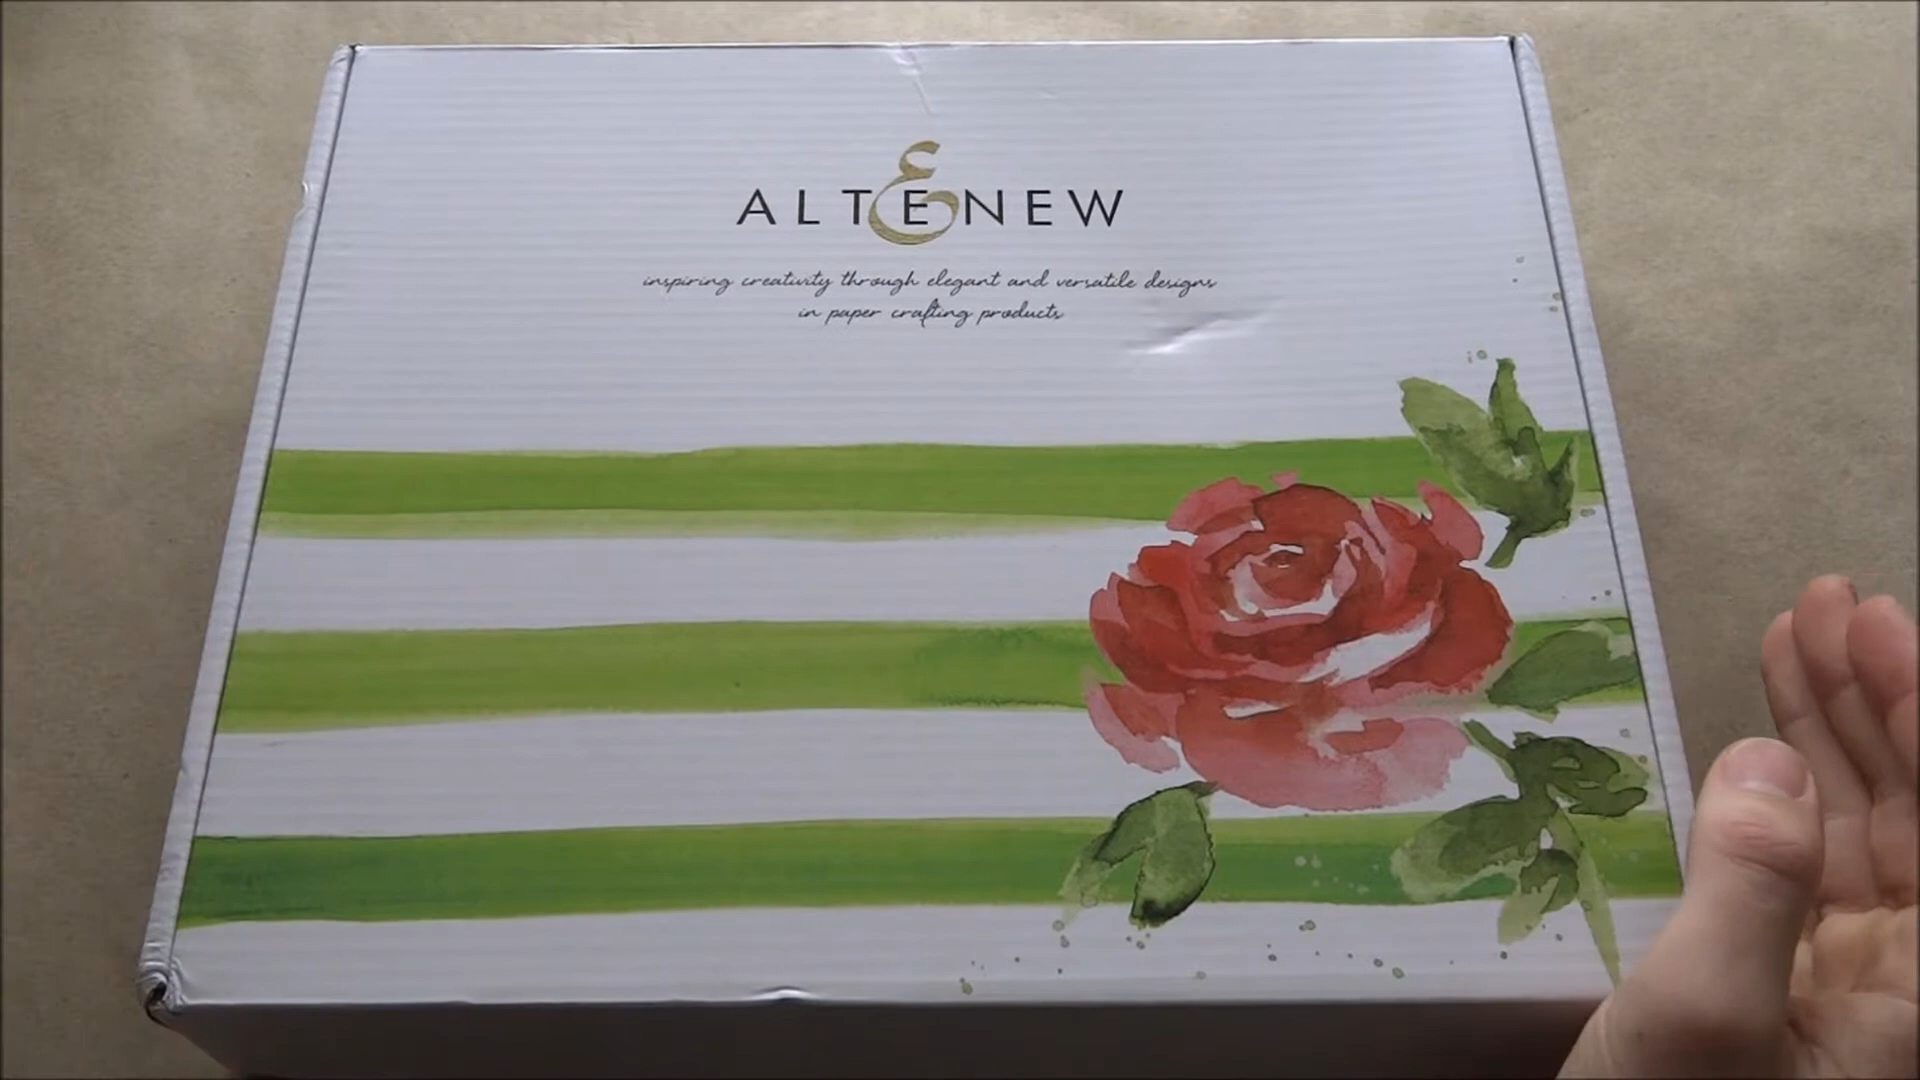 ALTENEW
inspiring creativity through elegant and versatile designs
in paper crafting products